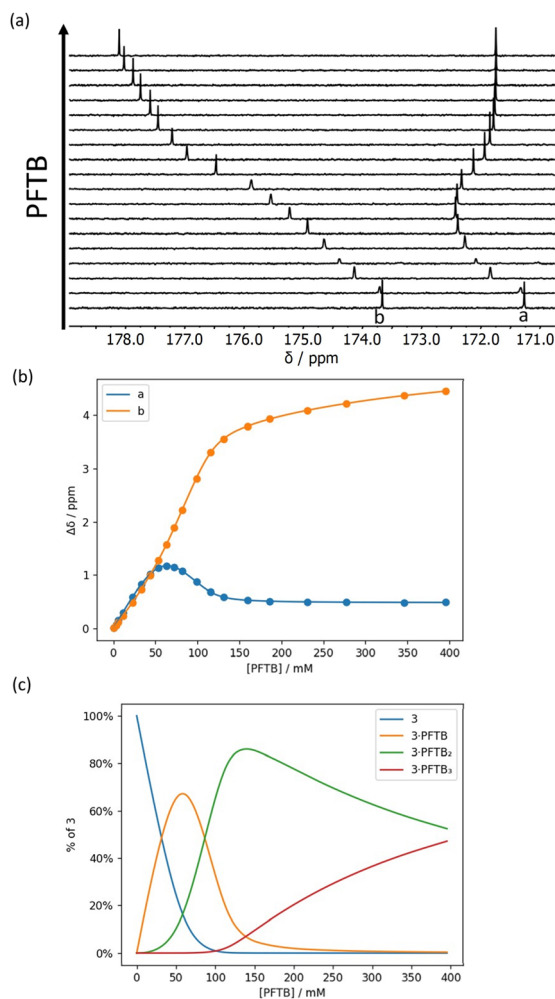 (a)
PFTB
b
a
178.0 177.0 176.0 175.0 174.0 173.0 172.0 171.0
δ / ppm
(b)
a
b
4
3
2
1
0
Δδ / ppm
0 50 100 150 200 250 300 350 400
[PFTB] / mM
(c)
3
3·PFTB
3·PFTB₂
3·PFTB₃
100%
80%
60%
40%
20%
0%
% of 3
0 50 100 150 200 250 300 350 400
[PFTB] / mM